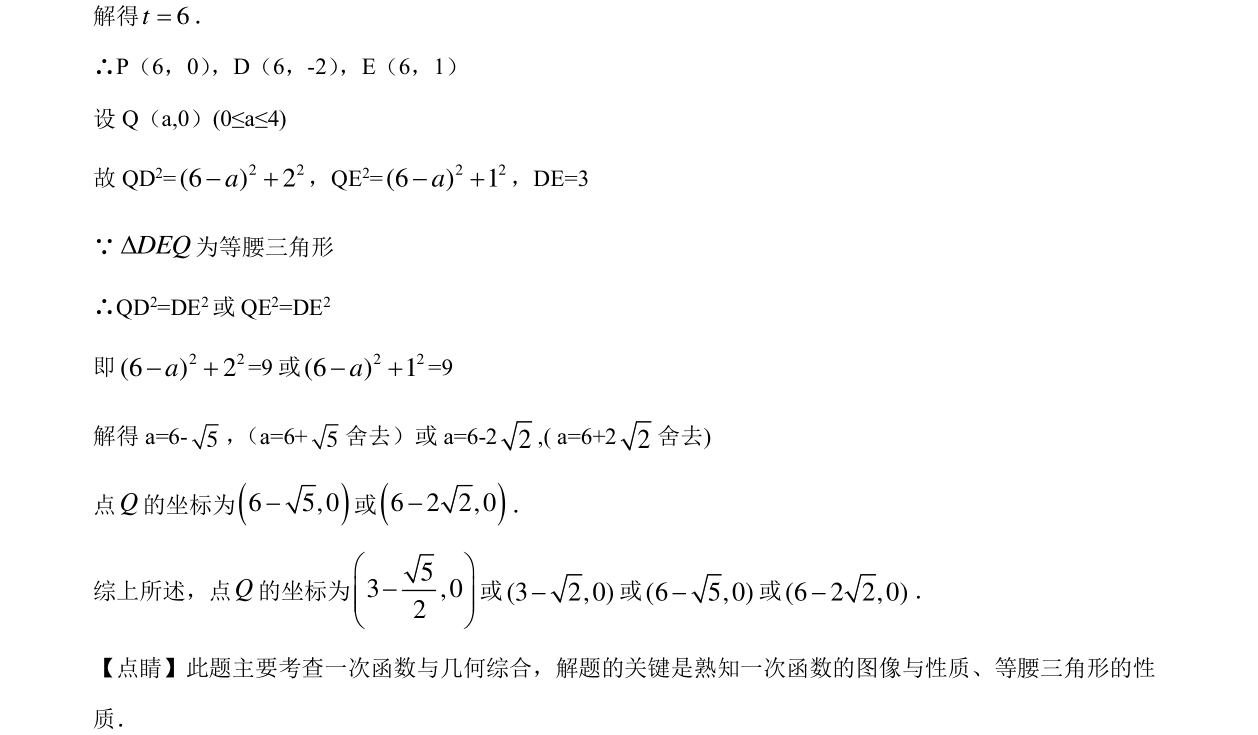 解得 t = 6．
∴P（6，0），D（6，-2），E（6，1）
设 Q（a,0）(0≤a≤4)
故 QD²=(6−a)²+2²，QE²=(6−a)²+1²，DE=3
∵ ΔDEQ 为等腰三角形
∴QD²=DE² 或 QE²=DE²
即 (6−a)²+2²=9 或 (6−a)²+1²=9
解得 a=6-√5，（a=6+√5 舍去）或 a=6-2√2 ,( a=6+2√2 舍去)
点 Q 的坐标为(6−√5,0)或(6−2√2,0)．
综上所述，点 Q 的坐标为(3−√5/2,0)或(3−√2,0)或(6−√5,0)或(6−2√2,0)．
【点睛】此题主要考查一次函数与几何综合，解题的关键是熟知一次函数的图像与性质、等腰三角形的性
质．